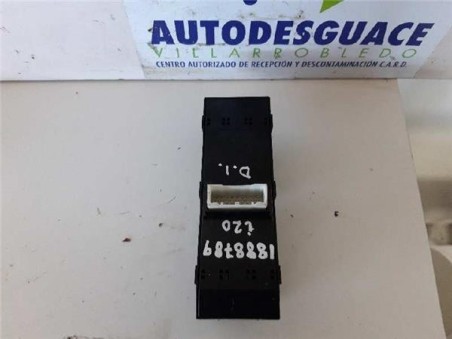 AUTODESGUACE
VILLARROBLEDO
CENTRO AUTORIZADO DE RECEPCIÓN Y DESCONTAMINACIÓN C.A.R.D.
D.I.
i20
1888789